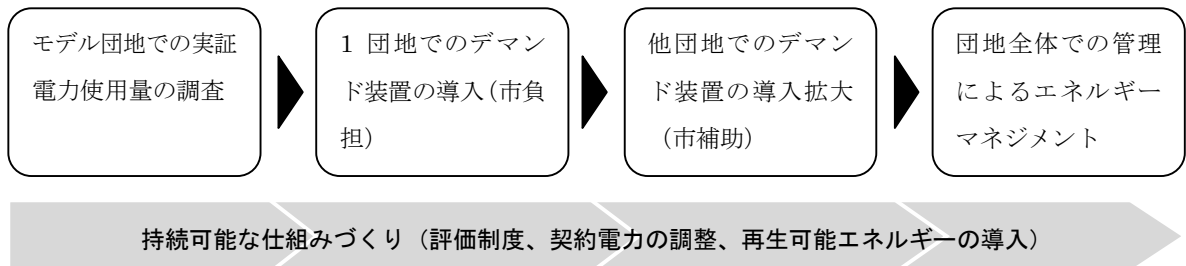 モデル団地での実証
電力使用量の調査
1 団地でのデマン
ド装置の導入（市負
担）
他団地でのデマン
ド装置の導入拡大
（市補助）
団地全体での管理
によるエネルギー
マネジメント
持続可能な仕組みづくり（評価制度、契約電力の調整、再生可能エネルギーの導入）